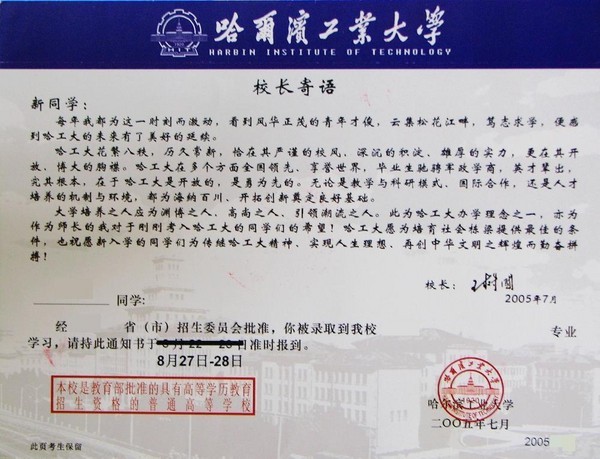 哈爾濱工業大學
HARBIN INSTITUTE OF TECHNOLOGY
校长寄语
新同学：
每年我都为这一时刻而激动，看到风华正茂的青年才俊，云集松花江畔，笃志求学，便感
到哈工大的未来有了美好的延续。
哈工大花繁八秩，历久常新，恰在其严谨的校风、深沉的积淀、雄厚的实力，更在其开
放、博大的胸襟。哈工大在多个方面全国领先、享誉世界，毕业生驰骋军政学商，英才辈出，
究其根本，在于哈工大是开放的，是勇为先的。无论是教学与科研模式、国际合作，还是人才
培养的机制与环境，都为海纳百川、开拓创新奠定良好基础。
大学培养之人应为渊博之人、高尚之人、引领潮流之人。此为哈工大办学理念之一，亦为
作为师长的我对于刚刚考入哈工大的同学们的希望！哈工大愿为培育社会栋梁提供最佳的条
件，也祝愿新入学的同学们为传继哈工大精神、实现人生理想、再创中华文明之辉煌而勤奋拼
搏！
校长：王树国
2005年7月
同学：
经 省（市）招生委员会批准，你被录取到我校 专业
学习，请持此通知书于 日准时报到。
8月27日-28日
本校是教育部批准的具有高等学历教育
招生资格的普通高等学校
哈尔滨工业大学
二〇〇五年七月
此页考生保留
2005